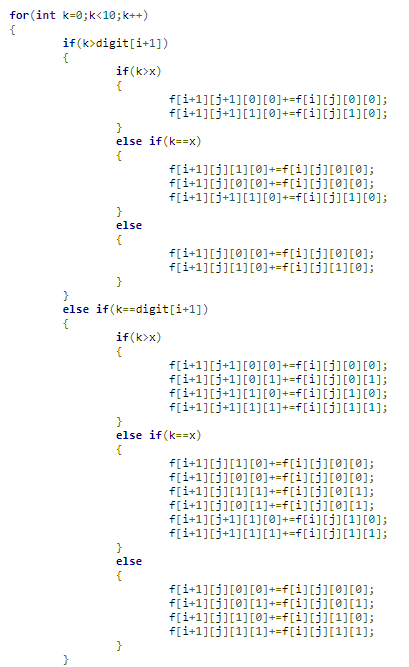 for(int k=0;k<10;k++)
{
if(k>digit[i+1])
{
if(k>x)
{
f[i+1][j+1][0][0]+=f[i][j][0][0];
f[i+1][j+1][1][0]+=f[i][j][1][0];
}
else if(k==x)
{
f[i+1][j][1][0]+=f[i][j][0][0];
f[i+1][j][0][0]+=f[i][j][0][0];
f[i+1][j+1][1][0]+=f[i][j][1][0];
}
else
{
f[i+1][j][0][0]+=f[i][j][0][0];
f[i+1][j][1][0]+=f[i][j][1][0];
}
}
else if(k==digit[i+1])
{
if(k>x)
{
f[i+1][j+1][0][0]+=f[i][j][0][0];
f[i+1][j+1][0][1]+=f[i][j][0][1];
f[i+1][j+1][1][0]+=f[i][j][1][0];
f[i+1][j+1][1][1]+=f[i][j][1][1];
}
else if(k==x)
{
f[i+1][j][1][0]+=f[i][j][0][0];
f[i+1][j][0][0]+=f[i][j][0][0];
f[i+1][j][1][1]+=f[i][j][0][1];
f[i+1][j][0][1]+=f[i][j][0][1];
f[i+1][j+1][1][0]+=f[i][j][1][0];
f[i+1][j+1][1][1]+=f[i][j][1][1];
}
else
{
f[i+1][j][0][0]+=f[i][j][0][0];
f[i+1][j][0][1]+=f[i][j][0][1];
f[i+1][j][1][0]+=f[i][j][1][0];
f[i+1][j][1][1]+=f[i][j][1][1];
}
}